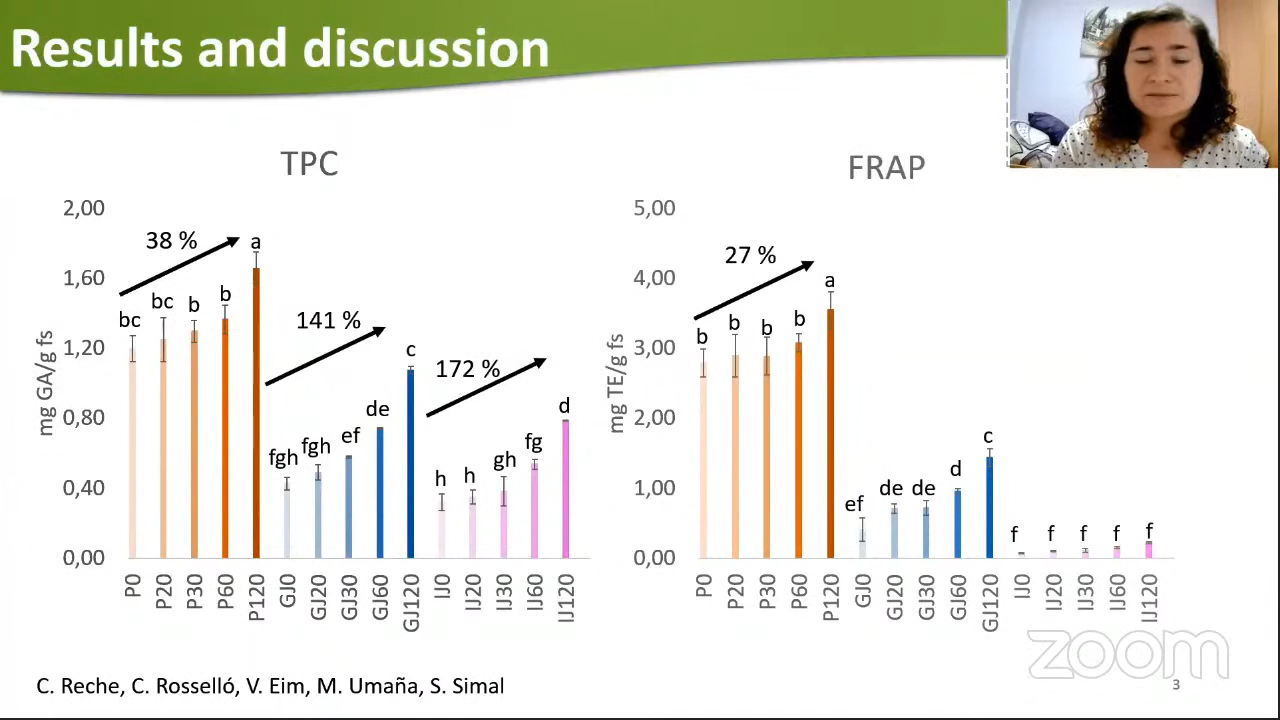 Results and discussion
TPC
mg GA/g fs
2,00
1,60
1,20
0,80
0,40
0,00
38 %
141 %
172 %
bc
bc
b
b
a
fgh
fgh
ef
de
c
h
h
gh
fg
d
P0
P20
P30
P60
P120
GJ0
GJ20
GJ30
GJ60
GJ120
IJ0
IJ20
IJ30
IJ60
IJ120
FRAP
mg TE/g fs
5,00
4,00
3,00
2,00
1,00
0,00
27 %
b
b
b
b
a
ef
de
de
d
c
f
f
f
f
f
P0
P20
P30
P60
P120
GJ0
GJ20
GJ30
GJ60
GJ120
IJ0
IJ20
IJ30
IJ60
IJ120
zoom
C. Reche, C. Rosselló, V. Eim, M. Umaña, S. Simal
3